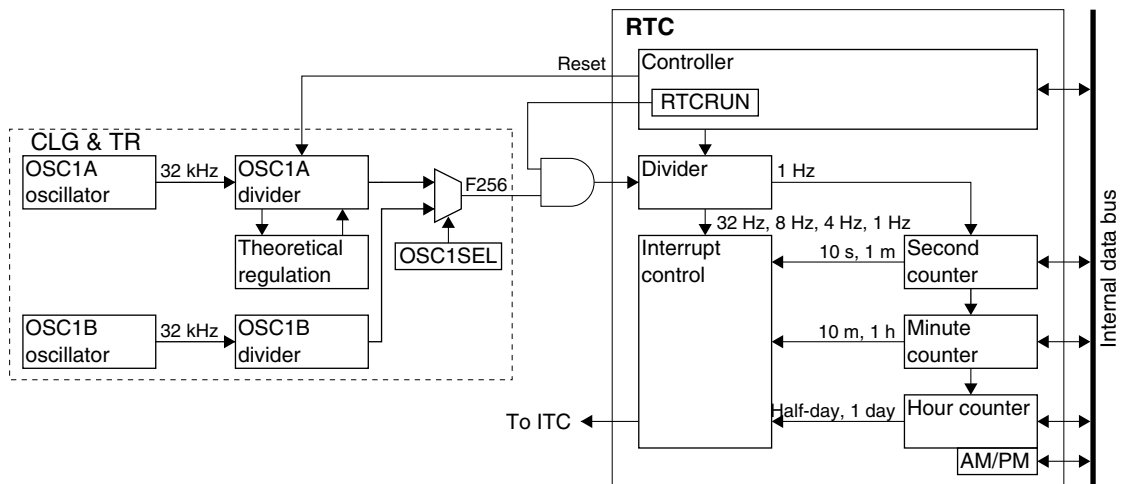 RTC
Controller
Reset
RTCRUN
CLG & TR
OSC1A
oscillator
32 kHz
OSC1A
divider
F256
Divider
1 Hz
32 Hz, 8 Hz, 4 Hz, 1 Hz
Theoretical
regulation
OSC1SEL
Interrupt
control
10 s, 1 m
Second
counter
OSC1B
oscillator
32 kHz
OSC1B
divider
10 m, 1 h
Minute
counter
Half-day, 1 day
Hour counter
To ITC
AM/PM
Internal data bus